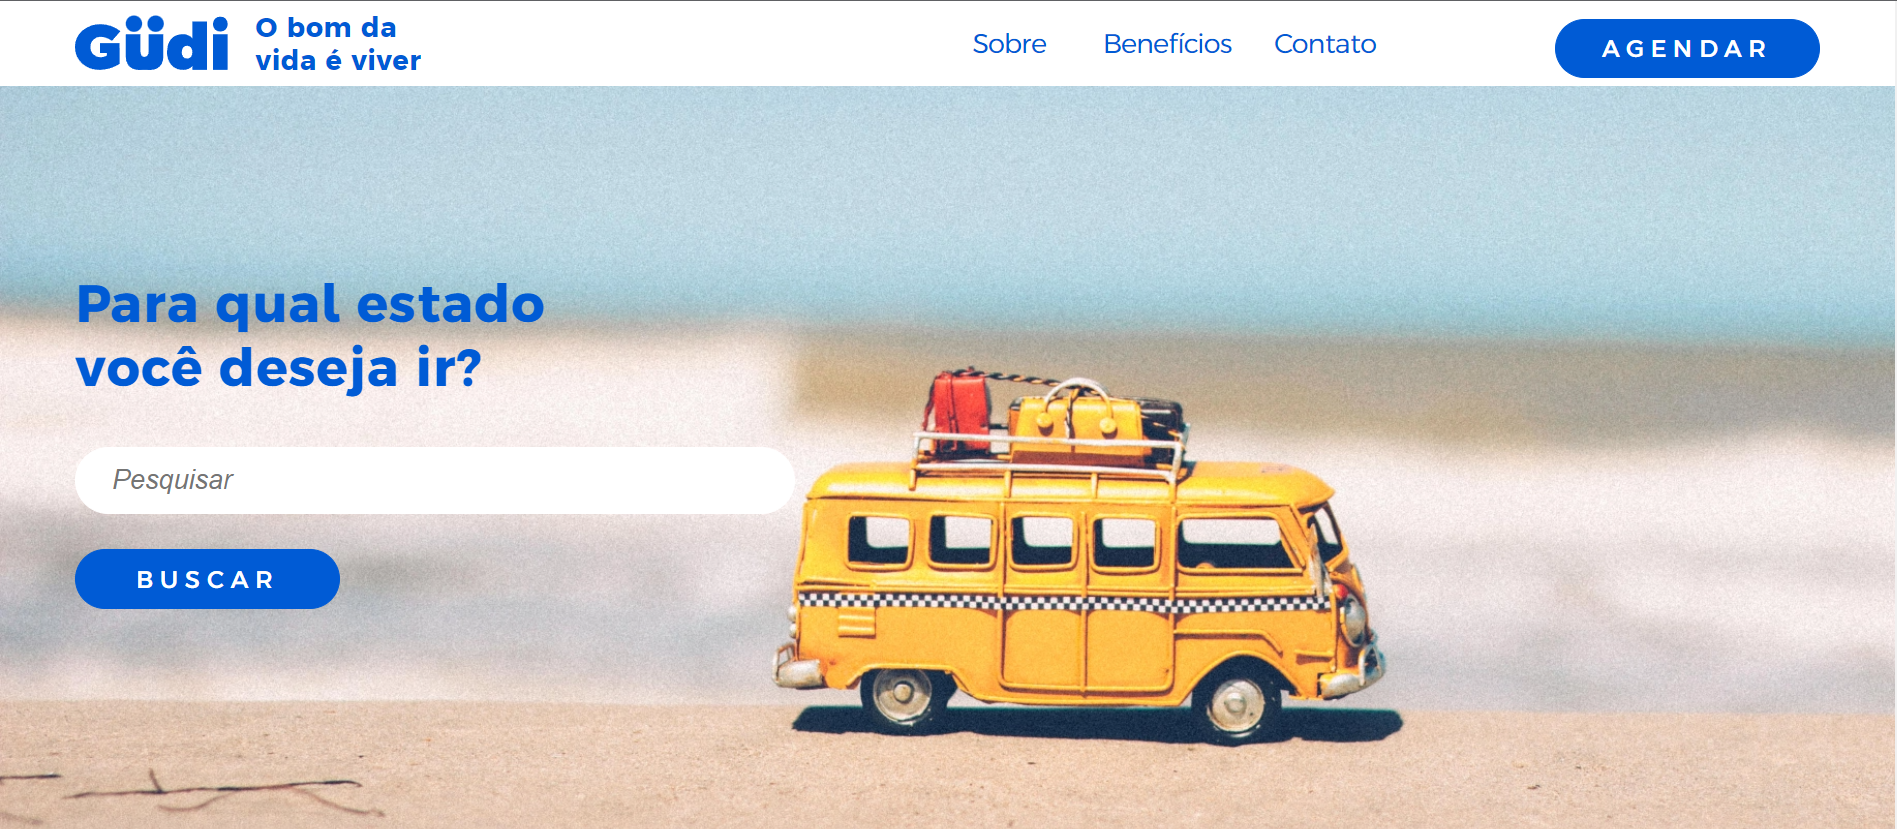 Güdi
O bom da
vida é viver
Sobre
Benefícios
Contato
AGENDAR
Para qual estado
você deseja ir?
Pesquisar
BUSCAR